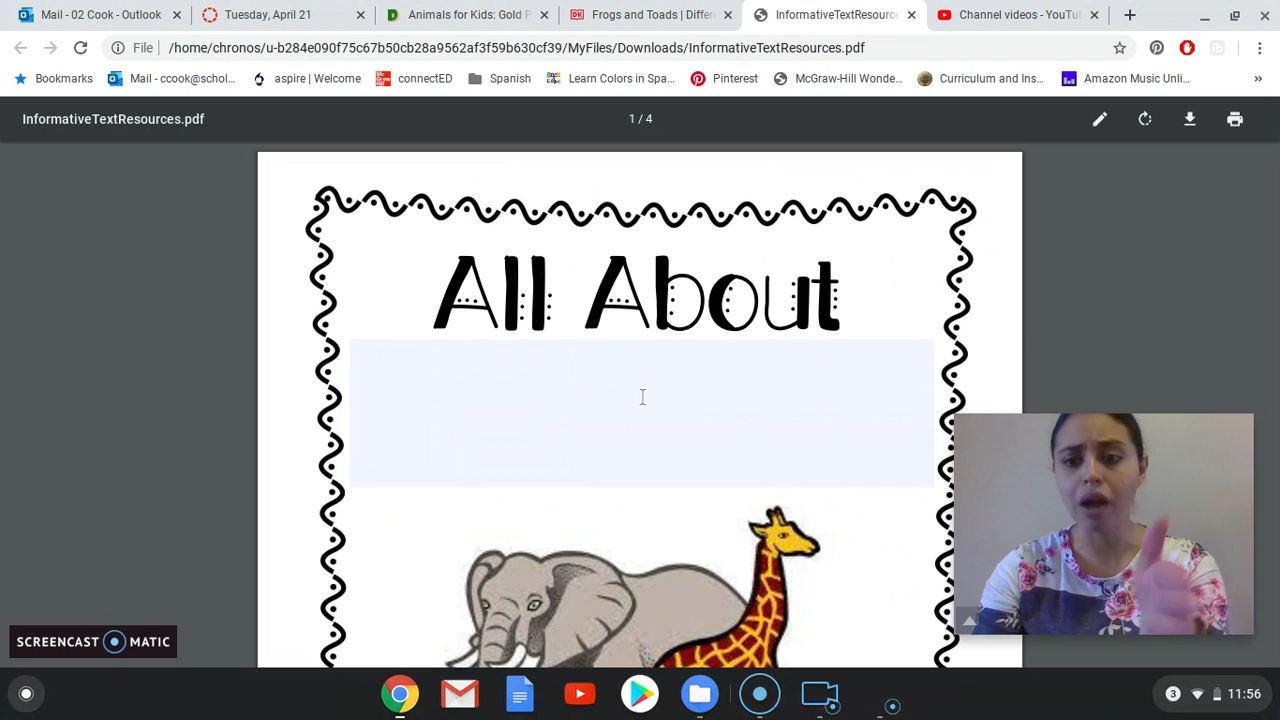 Mail - 02 Cook - Outlook
Tuesday, April 21
Animals for Kids: Gold P
Frogs and Toads | Differ
InformativeTextResource
Channel videos - YouTu
File
/home/chronos/u-b284e090f75c67b50cb28a9562af3f59b630cf39/MyFiles/Downloads/InformativeTextResources.pdf
Bookmarks
Mail - ccook@schol...
aspire | Welcome
connectED
Spanish
Learn Colors in Spa...
Pinterest
McGraw-Hill Wonde...
Curriculum and Ins...
Amazon Music Unli...
InformativeTextResources.pdf
1 / 4
All About
SCREENCAST MATIC
3
11:56